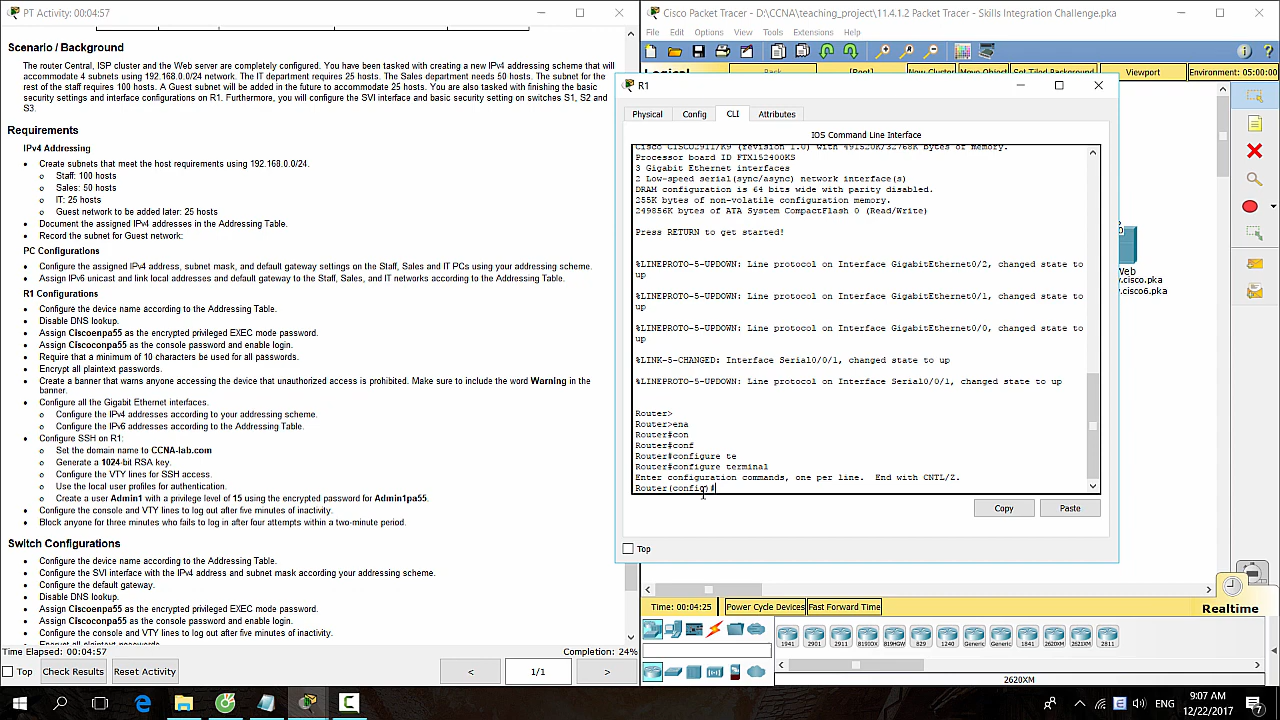 PT Activity: 00:04:57
Scenario / Background
The router Central, ISP cluster and the Web server are completely configured. You have been tasked with creating a new IPv4 addressing scheme that will
accommodate 4 subnets using 192.168.0.0/24 network. The IT department requires 25 hosts. The Sales department needs 50 hosts. The subnet for the
rest of the staff requires 100 hosts. A Guest subnet will be added in the future to accommodate 25 hosts. You are also tasked with finishing the basic
security settings and interface configurations on R1. Furthermore, you will configure the SVI interface and basic security setting on switches S1, S2 and
S3.
Requirements
IPv4 Addressing
Create subnets that meet the host requirements using 192.168.0.0/24.
o Staff: 100 hosts
o Sales: 50 hosts
o IT: 25 hosts
o Guest network to be added later: 25 hosts
Document the assigned IPv4 addresses in the Addressing Table.
Record the subnet for Guest network:
PC Configurations
Configure the assigned IPv4 address, subnet mask, and default gateway settings on the Staff, Sales and IT PCs using your addressing scheme.
Assign IPv6 unicast and link local addresses and default gateway to the Staff, Sales, and IT networks according to the Addressing Table.
R1 Configurations
Configure the device name according to the Addressing Table.
Disable DNS lookup.
Assign Ciscoenpa55 as the encrypted privileged EXEC mode password.
Assign Ciscoconpa55 as the console password and enable login.
Require that a minimum of 10 characters be used for all passwords.
Encrypt all plaintext passwords.
Create a banner that warns anyone accessing the device that unauthorized access is prohibited. Make sure to include the word Warning in the
banner.
Configure all the Gigabit Ethernet interfaces.
o Configure the IPv4 addresses according to your addressing scheme.
o Configure the IPv6 addresses according to the Addressing Table.
Configure SSH on R1:
o Set the domain name to CCNA-lab.com
o Generate a 1024-bit RSA key.
o Configure the VTY lines for SSH access.
o Use the local user profiles for authentication.
o Create a user Admin1 with a privilege level of 15 using the encrypted password for Admin1pa55.
Configure the console and VTY lines to log out after five minutes of inactivity.
Block anyone for three minutes who fails to log in after four attempts within a two-minute period.
Switch Configurations
Configure the device name according to the Addressing Table.
Configure the SVI interface with the IPv4 address and subnet mask according your addressing scheme.
Configure the default gateway.
Disable DNS lookup.
Assign Ciscoenpa55 as the encrypted privileged EXEC mode password.
Assign Ciscoconpa55 as the console password and enable login.
Configure the console and VTY lines to log out after five minutes of inactivity.
Time Elapsed: 00:04:57
Completion: 24%
Top
Check Results
Reset Activity
<
1/1
>
Cisco Packet Tracer - D:\CCNA\teaching_project\11.4.1.2 Packet Tracer - Skills Integration Challenge.pka
File Edit Options View Tools Extensions Help
Logical
Back
[Root]
New Cluster
Move Object
Set Tiled Background
Viewport
Environment: 05:00:00
R1
Physical
Config
CLI
Attributes
IOS Command Line Interface
Cisco CISCO2911/K9 (revision 1.0) with 491520K/32768K bytes of memory.
Processor board ID FTX152400KS
3 Gigabit Ethernet interfaces
2 Low-speed serial(sync/async) network interface(s)
DRAM configuration is 64 bits wide with parity disabled.
255K bytes of non-volatile configuration memory.
249856K bytes of ATA System CompactFlash 0 (Read/Write)
Press RETURN to get started!
%LINEPROTO-5-UPDOWN: Line protocol on Interface GigabitEthernet0/2, changed state to
up
%LINEPROTO-5-UPDOWN: Line protocol on Interface GigabitEthernet0/1, changed state to
up
%LINEPROTO-5-UPDOWN: Line protocol on Interface GigabitEthernet0/0, changed state to
up
%LINK-5-CHANGED: Interface Serial0/0/1, changed state to up
%LINEPROTO-5-UPDOWN: Line protocol on Interface Serial0/0/1, changed state to up
Router>
Router>ena
Router#con
Router#conf
Router#configure te
Router#configure terminal
Enter configuration commands, one per line.  End with CNTL/Z.
Router(config)#
Copy
Paste
Top
Web
.cisco.pka
.cisco6.pka
Time: 00:04:25
Power Cycle Devices
Fast Forward Time
Realtime
1941 2901 2911 819IOX 819HGW 829 1240 Generic Generic 1841 2620XM 2621XM 2811
2620XM
ENG
9:07 AM
12/22/2017
7